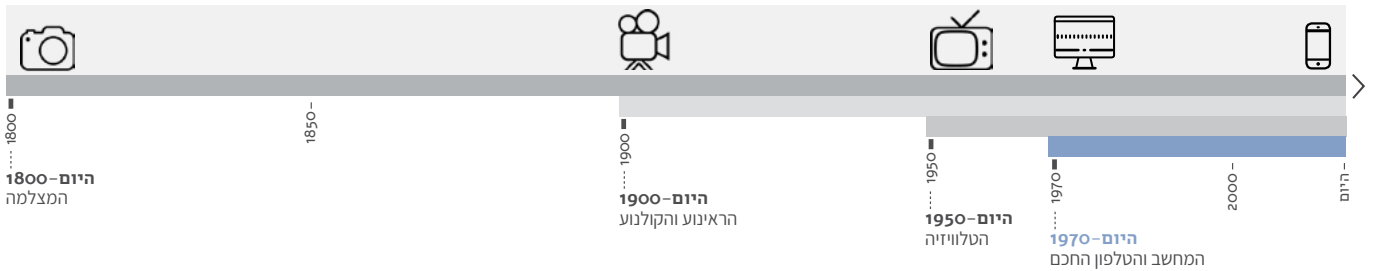 1800
1850
1900
1950
1970
2000
היום
1800–היום
המצלמה
1900–היום
הראינוע והקולנוע
1950–היום
הטלוויזיה
1970–היום
המחשב והטלפון החכם